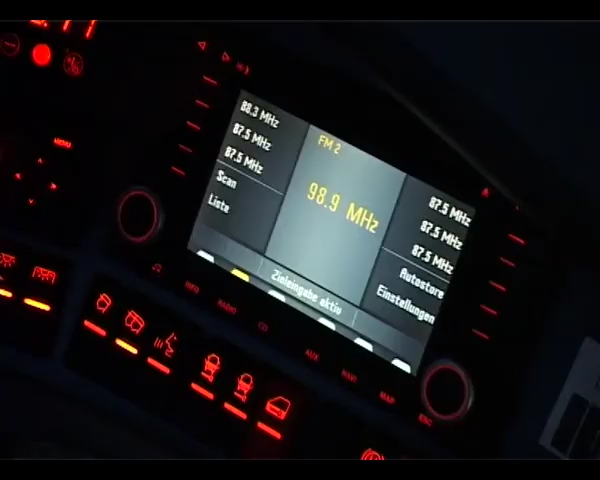 MENU
88.3 MHz
87.5 MHz
87.5 MHz
Scan
Liste
FM 2
98.9 MHz
87.5 MHz
87.5 MHz
87.5 MHz
Autostore
Einstellungen
Zieleingabe aktiv
INFO
RADIO
CD
AUX
NAVI
MAP
ESC